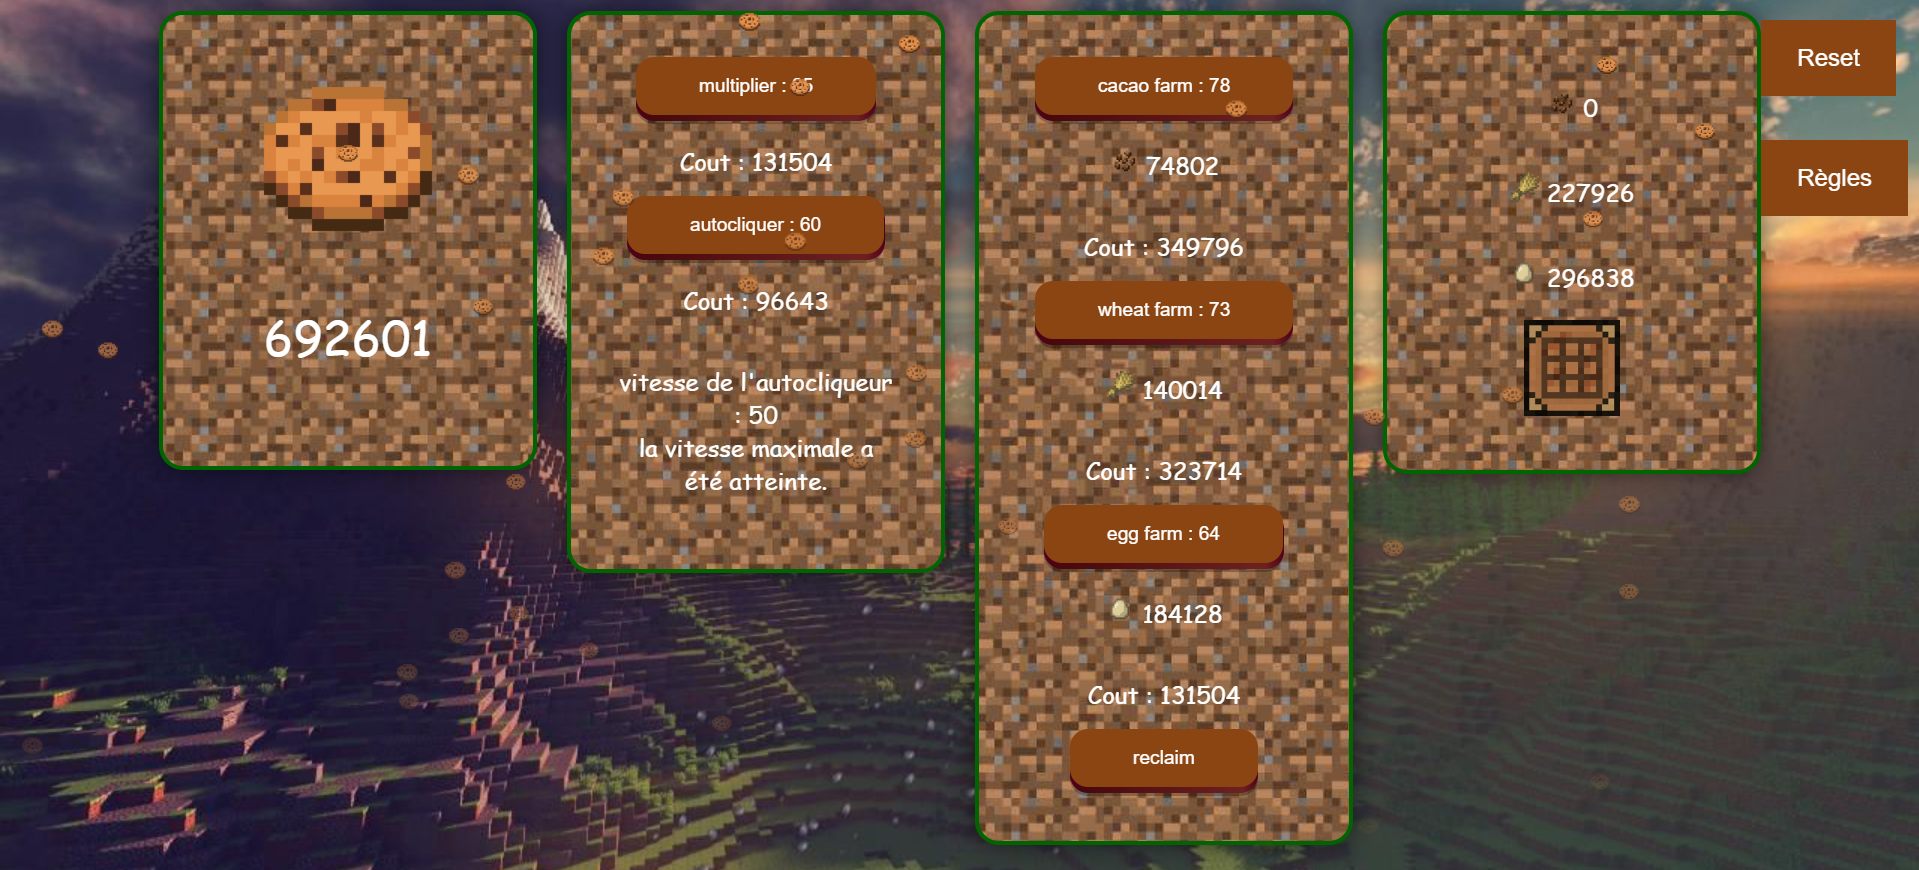 692601
multiplier :
Cout : 131504
autocliquer : 60
Cout : 96643
vitesse de l'autocliqueur
: 50
la vitesse maximale a
été atteinte.
cacao farm : 78
74802
Cout : 349796
wheat farm : 73
140014
Cout : 323714
egg farm : 64
184128
Cout : 131504
reclaim
0
227926
296838
Reset
Règles